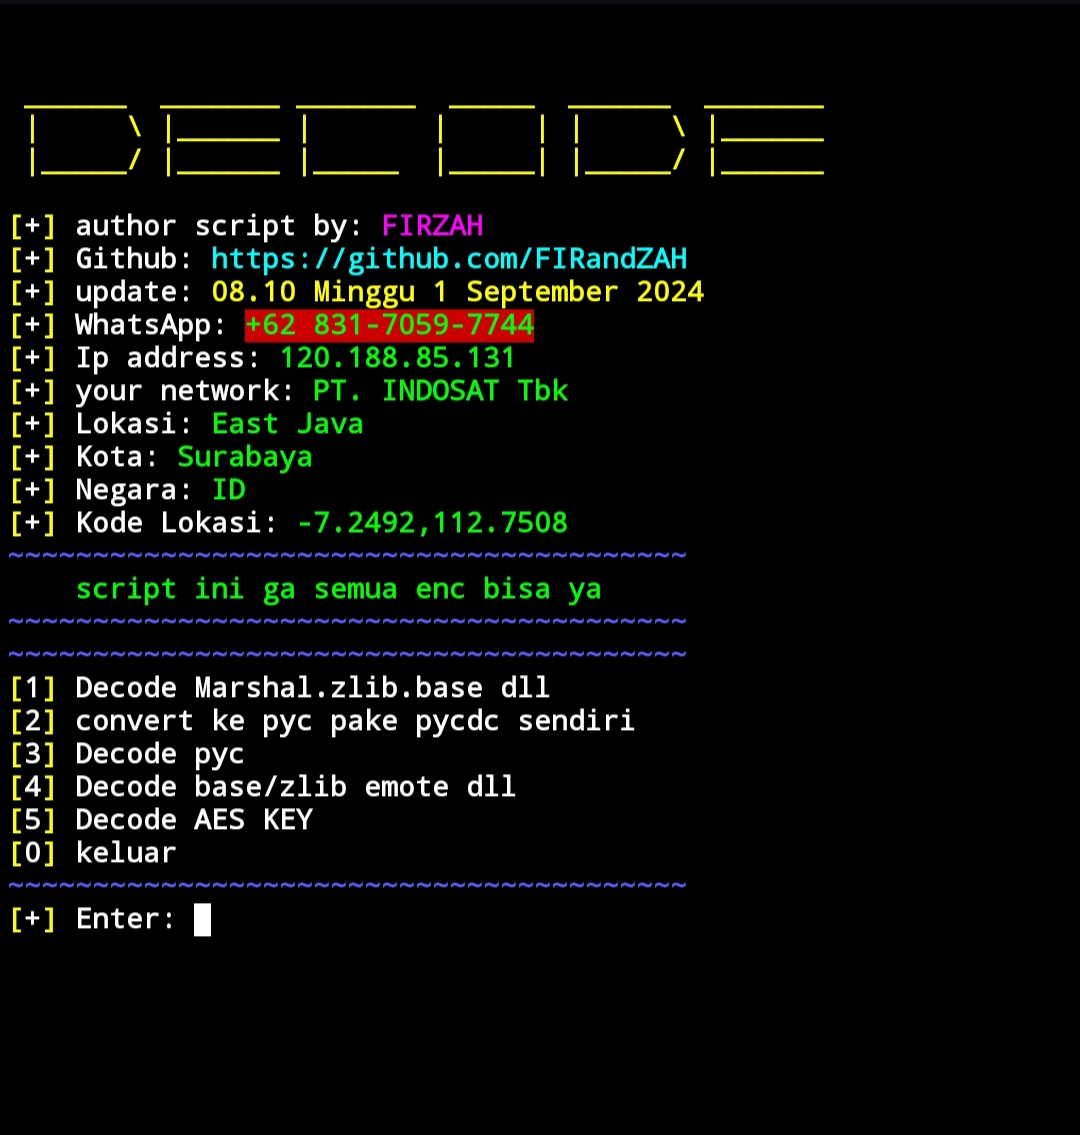 DECODE
[+] author script by: FIRZAH
[+] Github: https://github.com/FIRandZAH
[+] update: 08.10 Minggu 1 September 2024
[+] WhatsApp: +62 831-7059-7744
[+] Ip address: 120.188.85.131
[+] your network: PT. INDOSAT Tbk
[+] Lokasi: East Java
[+] Kota: Surabaya
[+] Negara: ID
[+] Kode Lokasi: -7.2492,112.7508
~~~~~~~~~~~~~~~~~~~~~~~~~~~~~~~~~~~~~~~~
script ini ga semua enc bisa ya
~~~~~~~~~~~~~~~~~~~~~~~~~~~~~~~~~~~~~~~~
~~~~~~~~~~~~~~~~~~~~~~~~~~~~~~~~~~~~~~~~
[1] Decode Marshal.zlib.base dll
[2] convert ke pyc pake pycdc sendiri
[3] Decode pyc
[4] Decode base/zlib emote dll
[5] Decode AES KEY
[0] keluar
~~~~~~~~~~~~~~~~~~~~~~~~~~~~~~~~~~~~~~~~
[+] Enter: